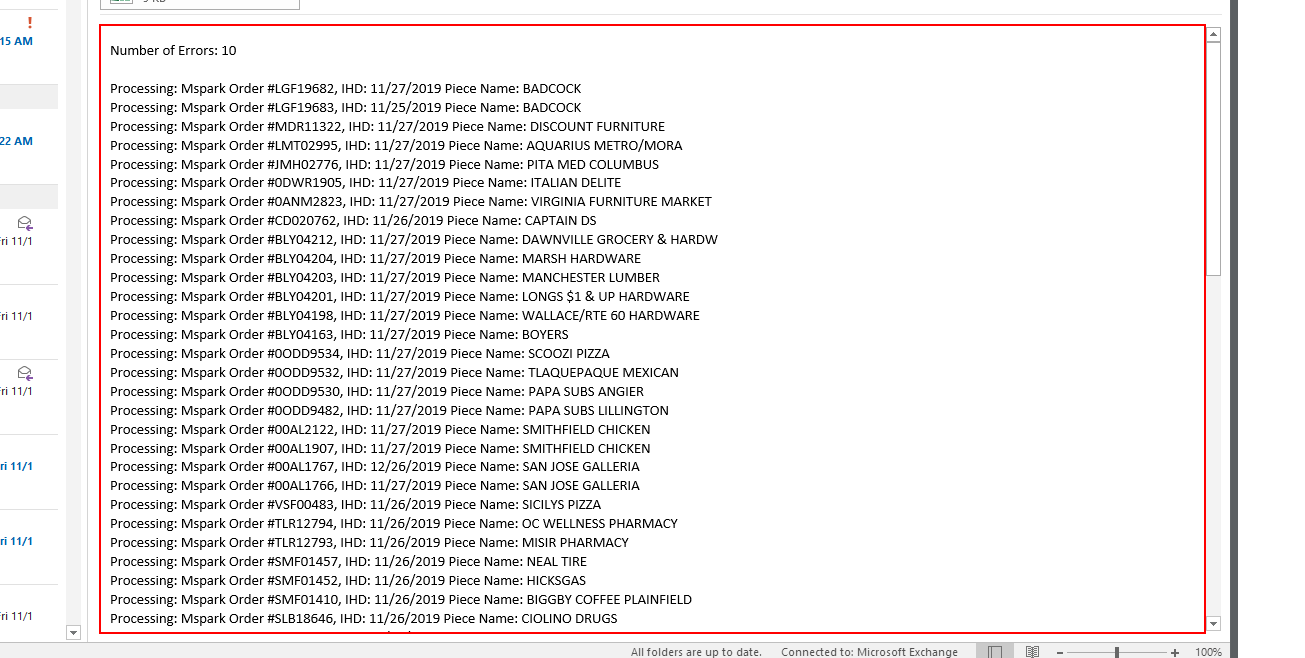 9 KB
!
15 AM
22 AM
Fri 11/1
Fri 11/1
Fri 11/1
ri 11/1
ri 11/1
Fri 11/1
Number of Errors: 10
Processing: Mspark Order #LGF19682, IHD: 11/27/2019 Piece Name: BADCOCK
Processing: Mspark Order #LGF19683, IHD: 11/25/2019 Piece Name: BADCOCK
Processing: Mspark Order #MDR11322, IHD: 11/27/2019 Piece Name: DISCOUNT FURNITURE
Processing: Mspark Order #LMT02995, IHD: 11/27/2019 Piece Name: AQUARIUS METRO/MORA
Processing: Mspark Order #JMH02776, IHD: 11/27/2019 Piece Name: PITA MED COLUMBUS
Processing: Mspark Order #0DWR1905, IHD: 11/27/2019 Piece Name: ITALIAN DELITE
Processing: Mspark Order #0ANM2823, IHD: 11/27/2019 Piece Name: VIRGINIA FURNITURE MARKET
Processing: Mspark Order #CD020762, IHD: 11/26/2019 Piece Name: CAPTAIN DS
Processing: Mspark Order #BLY04212, IHD: 11/27/2019 Piece Name: DAWNVILLE GROCERY & HARDW
Processing: Mspark Order #BLY04204, IHD: 11/27/2019 Piece Name: MARSH HARDWARE
Processing: Mspark Order #BLY04203, IHD: 11/27/2019 Piece Name: MANCHESTER LUMBER
Processing: Mspark Order #BLY04201, IHD: 11/27/2019 Piece Name: LONGS $1 & UP HARDWARE
Processing: Mspark Order #BLY04198, IHD: 11/27/2019 Piece Name: WALLACE/RTE 60 HARDWARE
Processing: Mspark Order #BLY04163, IHD: 11/27/2019 Piece Name: BOYERS
Processing: Mspark Order #0ODD9534, IHD: 11/27/2019 Piece Name: SCOOZI PIZZA
Processing: Mspark Order #0ODD9532, IHD: 11/27/2019 Piece Name: TLAQUEPAQUE MEXICAN
Processing: Mspark Order #0ODD9530, IHD: 11/27/2019 Piece Name: PAPA SUBS ANGIER
Processing: Mspark Order #0ODD9482, IHD: 11/27/2019 Piece Name: PAPA SUBS LILLINGTON
Processing: Mspark Order #00AL2122, IHD: 11/27/2019 Piece Name: SMITHFIELD CHICKEN
Processing: Mspark Order #00AL1907, IHD: 11/27/2019 Piece Name: SMITHFIELD CHICKEN
Processing: Mspark Order #00AL1767, IHD: 12/26/2019 Piece Name: SAN JOSE GALLERIA
Processing: Mspark Order #00AL1766, IHD: 11/27/2019 Piece Name: SAN JOSE GALLERIA
Processing: Mspark Order #VSF00483, IHD: 11/26/2019 Piece Name: SICILYS PIZZA
Processing: Mspark Order #TLR12794, IHD: 11/26/2019 Piece Name: OC WELLNESS PHARMACY
Processing: Mspark Order #TLR12793, IHD: 11/26/2019 Piece Name: MISIR PHARMACY
Processing: Mspark Order #SMF01457, IHD: 11/26/2019 Piece Name: NEAL TIRE
Processing: Mspark Order #SMF01452, IHD: 11/26/2019 Piece Name: HICKSGAS
Processing: Mspark Order #SMF01410, IHD: 11/26/2019 Piece Name: BIGGBY COFFEE PLAINFIELD
Processing: Mspark Order #SLB18646, IHD: 11/26/2019 Piece Name: CIOLINO DRUGS
All folders are up to date. Connected to: Microsoft Exchange 100%